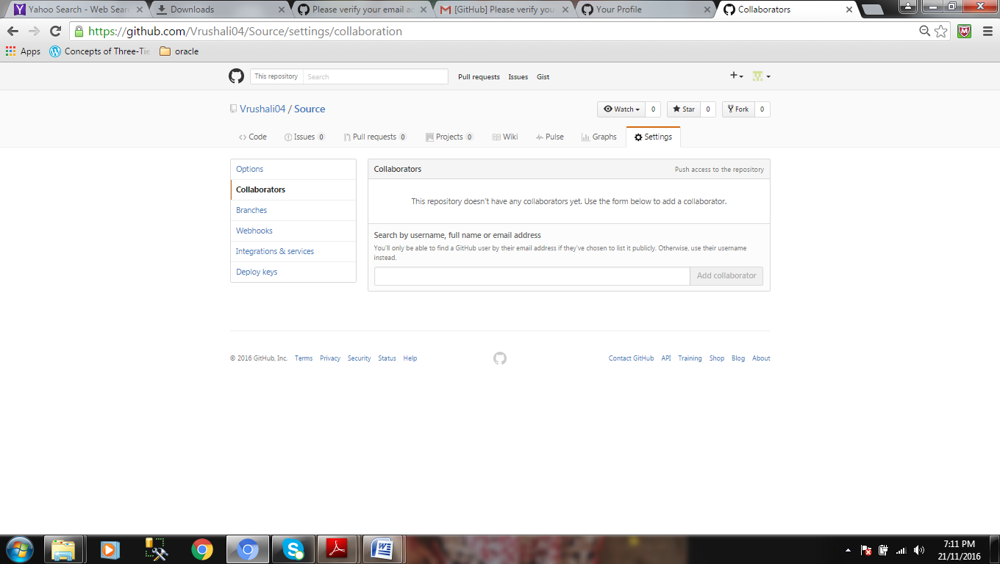 Yahoo Search - Web Sear
Downloads
Please verify your email ad
[GitHub] Please verify you
Your Profile
Collaborators
https://github.com/Vrushali04/Source/settings/collaboration
Apps
Concepts of Three-Tie
oracle
This repository
Search
Pull requests
Issues
Gist
Vrushali04 / Source
Watch
0
Star
0
Fork
0
Code
Issues 0
Pull requests 0
Projects 0
Wiki
Pulse
Graphs
Settings
Options
Collaborators
Branches
Webhooks
Integrations & services
Deploy keys
Collaborators
Push access to the repository
This repository doesn't have any collaborators yet. Use the form below to add a collaborator.
Search by username, full name or email address
You'll only be able to find a GitHub user by their email address if they've chosen to list it publicly. Otherwise, use their username
instead.
Add collaborator
© 2016 GitHub, Inc.
Terms
Privacy
Security
Status
Help
Contact GitHub
API
Training
Shop
Blog
About
7:11 PM
21/11/2016